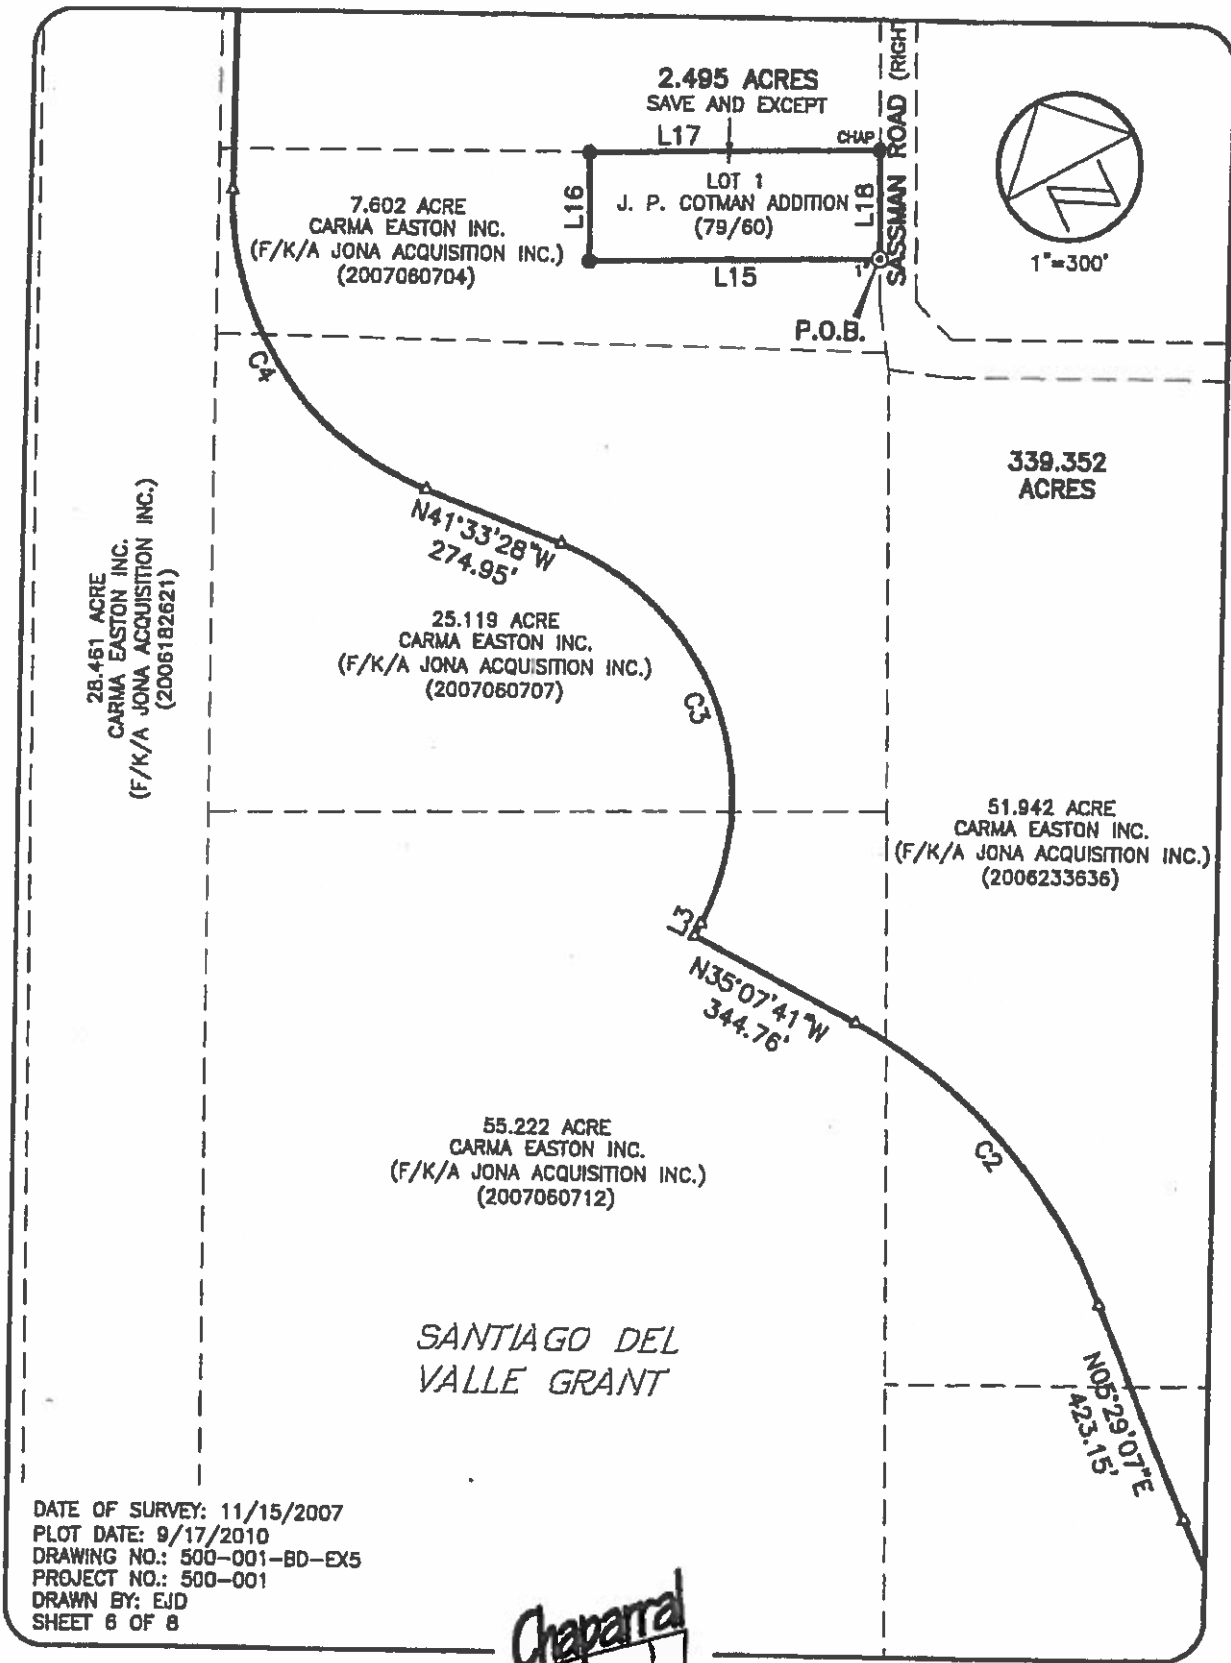 2.495 ACRES
SAVE AND EXCEPT
L17
CHAP
L16
LOT 1
J. P. COTMAN ADDITION
(79/60)
L18
L15
1"
P.O.B.
SASSMAN ROAD (RIGHT
1"=300'
7.602 ACRE
CARMA EASTON INC.
(F/K/A JONA ACQUISITION INC.)
(2007060704)
C4
N41°33'28"W
274.95'
339.352
ACRES
28.461 ACRE
CARMA EASTON INC.
(F/K/A JONA ACQUISITION INC.)
(2006182621)
25.119 ACRE
CARMA EASTON INC.
(F/K/A JONA ACQUISITION INC.)
(2007060707)
C3
51.942 ACRE
CARMA EASTON INC.
(F/K/A JONA ACQUISITION INC.)
(2006233636)
L3
N35°07'41"W
344.76'
55.222 ACRE
CARMA EASTON INC.
(F/K/A JONA ACQUISITION INC.)
(2007060712)
C2
SANTIAGO DEL
VALLE GRANT
N05°29'07"E
423.15'
DATE OF SURVEY: 11/15/2007
PLOT DATE: 9/17/2010
DRAWING NO.: 500-001-BD-EX5
PROJECT NO.: 500-001
DRAWN BY: EJD
SHEET 6 OF 8
Chaparral